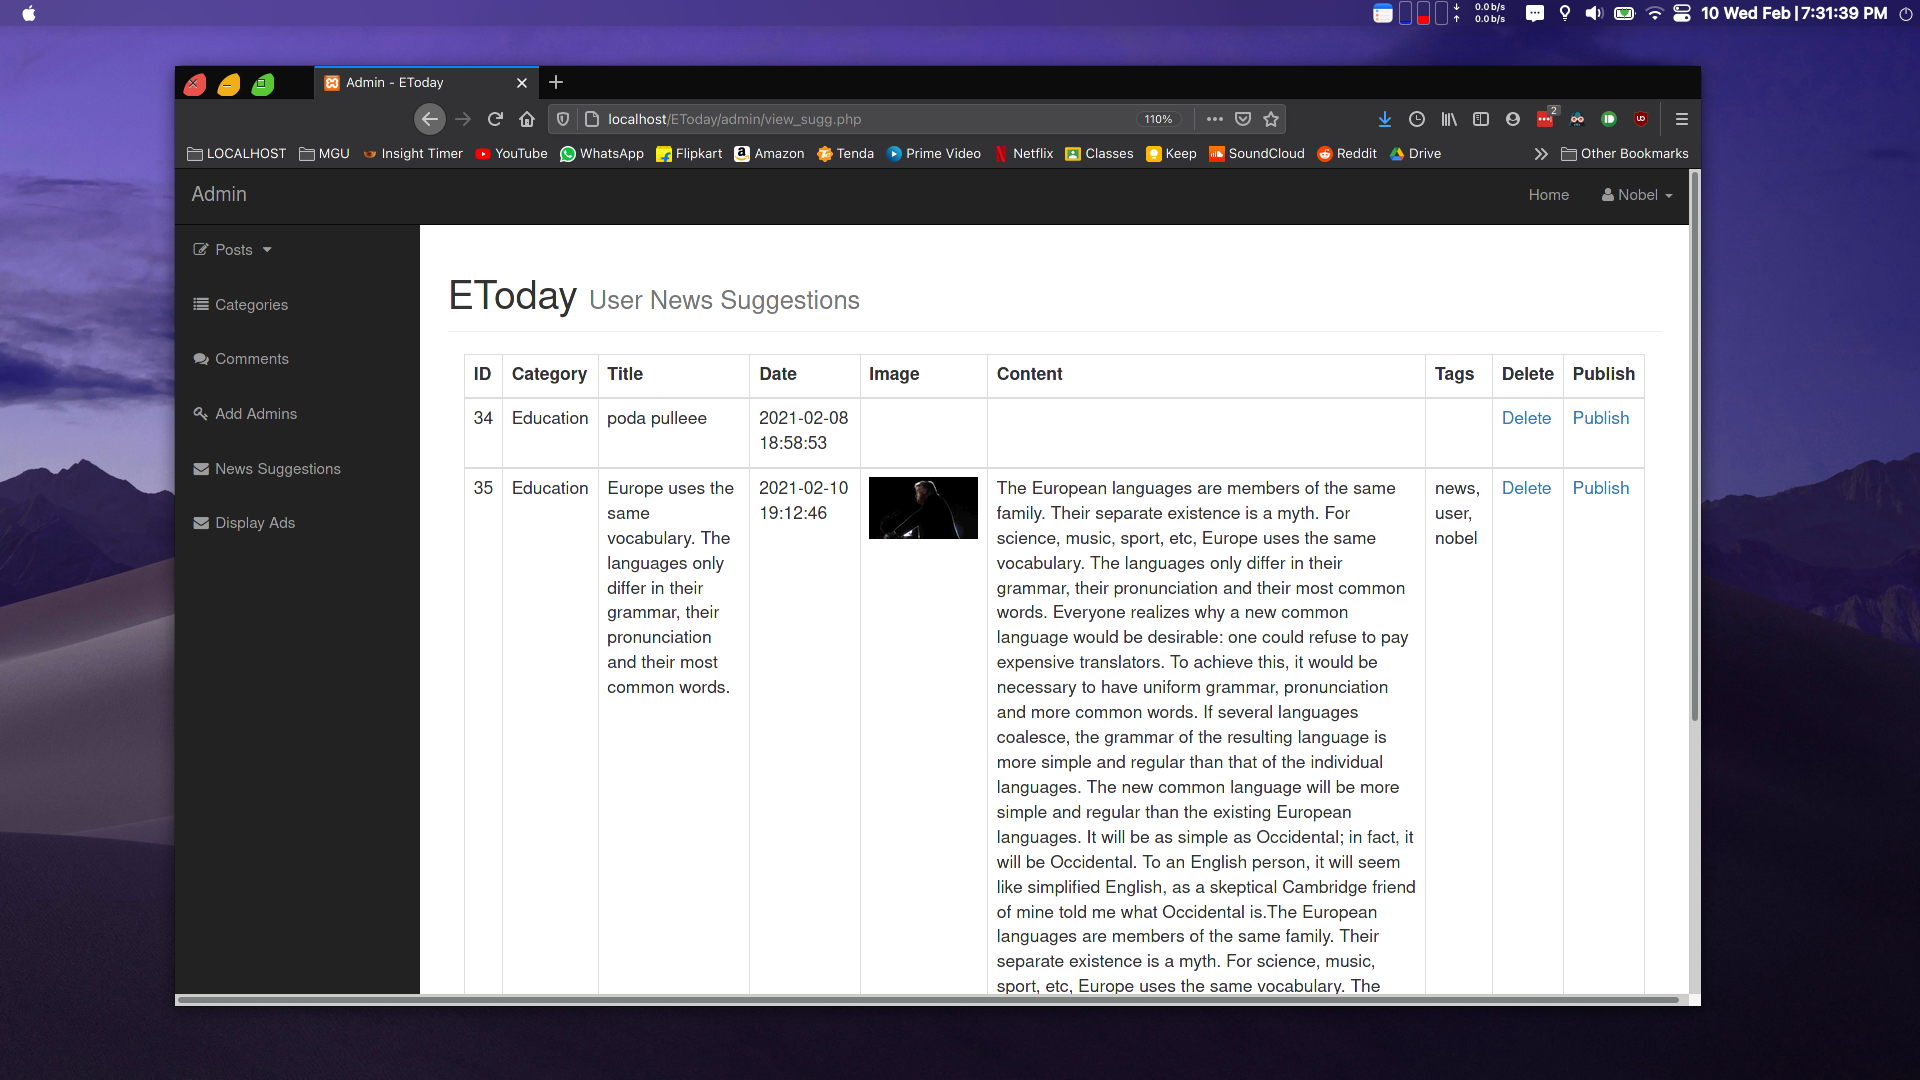 0.0 b/s
0.0 b/s
10 Wed Feb | 7:31:39 PM
Admin - EToday
localhost/EToday/admin/view_sugg.php
110%
2
LOCALHOST
MGU
Insight Timer
YouTube
WhatsApp
Flipkart
Amazon
Tenda
Prime Video
Netflix
Classes
Keep
SoundCloud
Reddit
Drive
Other Bookmarks
Admin
Home
Nobel
Posts
Categories
Comments
Add Admins
News Suggestions
Display Ads
EToday User News Suggestions
ID Category Title Date Image Content Tags Delete Publish
34 Education poda pulleee 2021-02-08 Delete Publish
18:58:53
35 Education
Europe uses the
same
vocabulary. The
languages only
differ in their
grammar, their
pronunciation
and their most
common words.
2021-02-10
19:12:46
The European languages are members of the same
family. Their separate existence is a myth. For
science, music, sport, etc, Europe uses the same
vocabulary. The languages only differ in their
grammar, their pronunciation and their most common
words. Everyone realizes why a new common
language would be desirable: one could refuse to pay
expensive translators. To achieve this, it would be
necessary to have uniform grammar, pronunciation
and more common words. If several languages
coalesce, the grammar of the resulting language is
more simple and regular than that of the individual
languages. The new common language will be more
simple and regular than the existing European
languages. It will be as simple as Occidental; in fact, it
will be Occidental. To an English person, it will seem
like simplified English, as a skeptical Cambridge friend
of mine told me what Occidental is.The European
languages are members of the same family. Their
separate existence is a myth. For science, music,
sport, etc, Europe uses the same vocabulary. The
news,
user,
nobel
Delete Publish